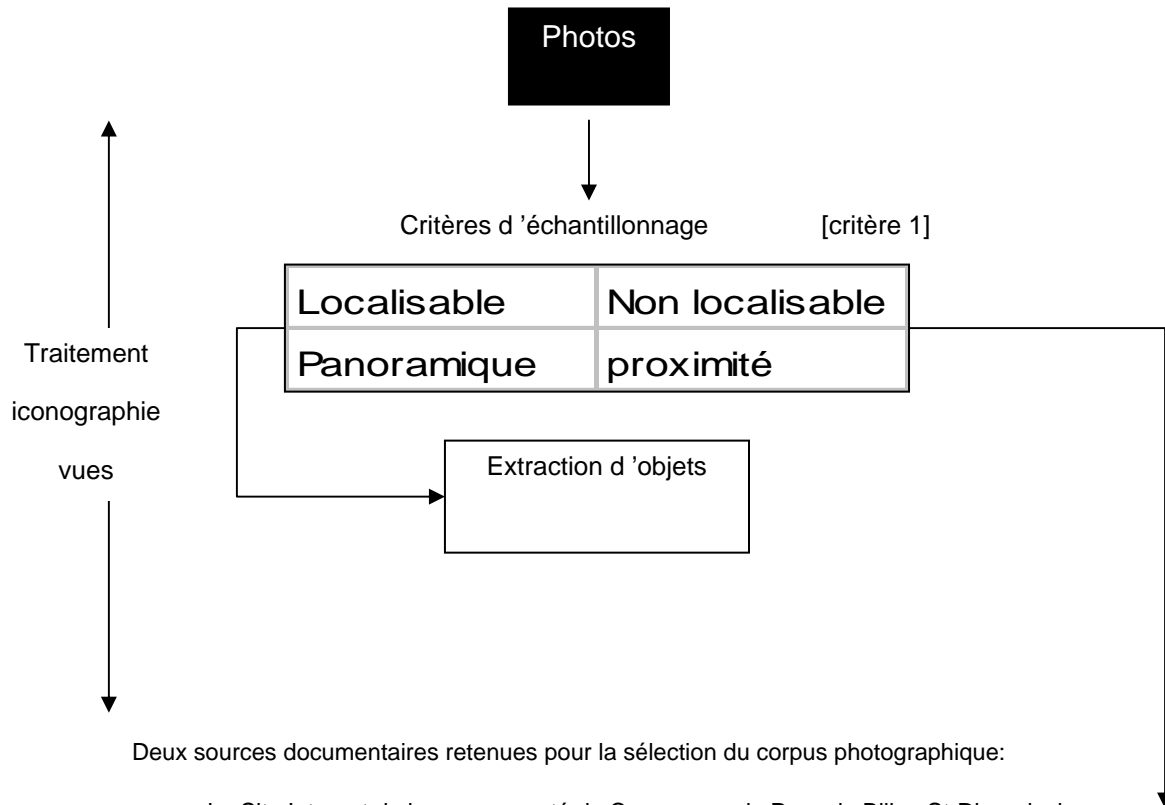 Photos
Critères d ’échantillonnage [critère 1]
Localisable Non localisable
Panoramique proximité
Traitement
iconographie
vues
Extraction d ’objets
Deux sources documentaires retenues pour la sélection du corpus photographique: